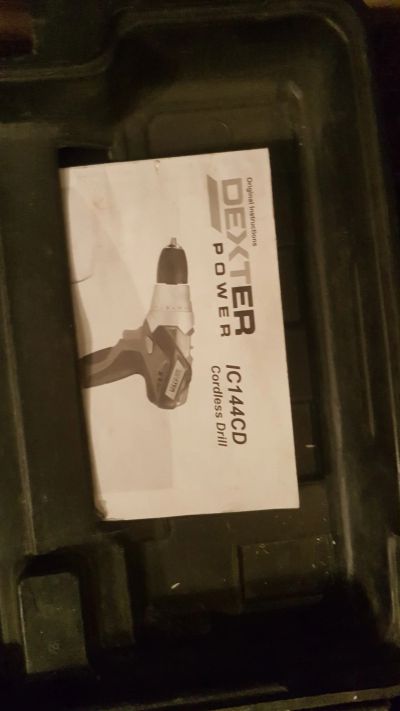 Original Instructions
DEXTER
POWER
IC144CD
Cordless Drill